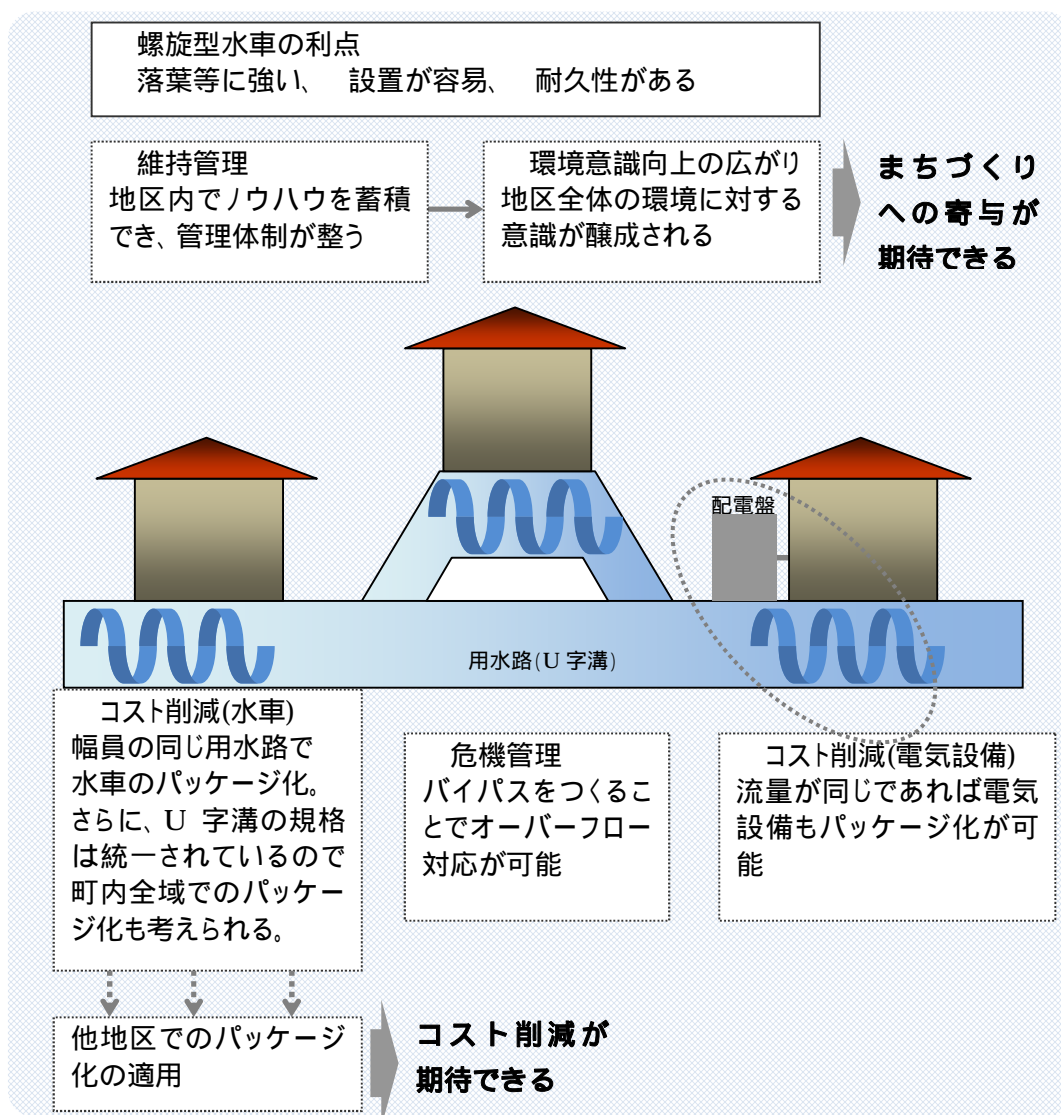 螺旋型水車の利点
落葉等に強い、　設置が容易、　耐久性がある
維持管理
地区内でノウハウを蓄積
でき、管理体制が整う
環境意識向上の広がり
地区全体の環境に対する
意識が醸成される
まちづくり
への寄与が
期待できる
配電盤
用水路(U 字溝)
コスト削減(水車)
幅員の同じ用水路で
水車のパッケージ化。
さらに、U 字溝の規格
は統一されているので
町内全域でのパッケー
ジ化も考えられる。
危機管理
バイパスをつくるこ
とでオーバーフロー
対応が可能
コスト削減(電気設備)
流量が同じであれば電気
設備もパッケージ化が可
能
他地区でのパッケージ
化の適用
コスト削減が
期待できる